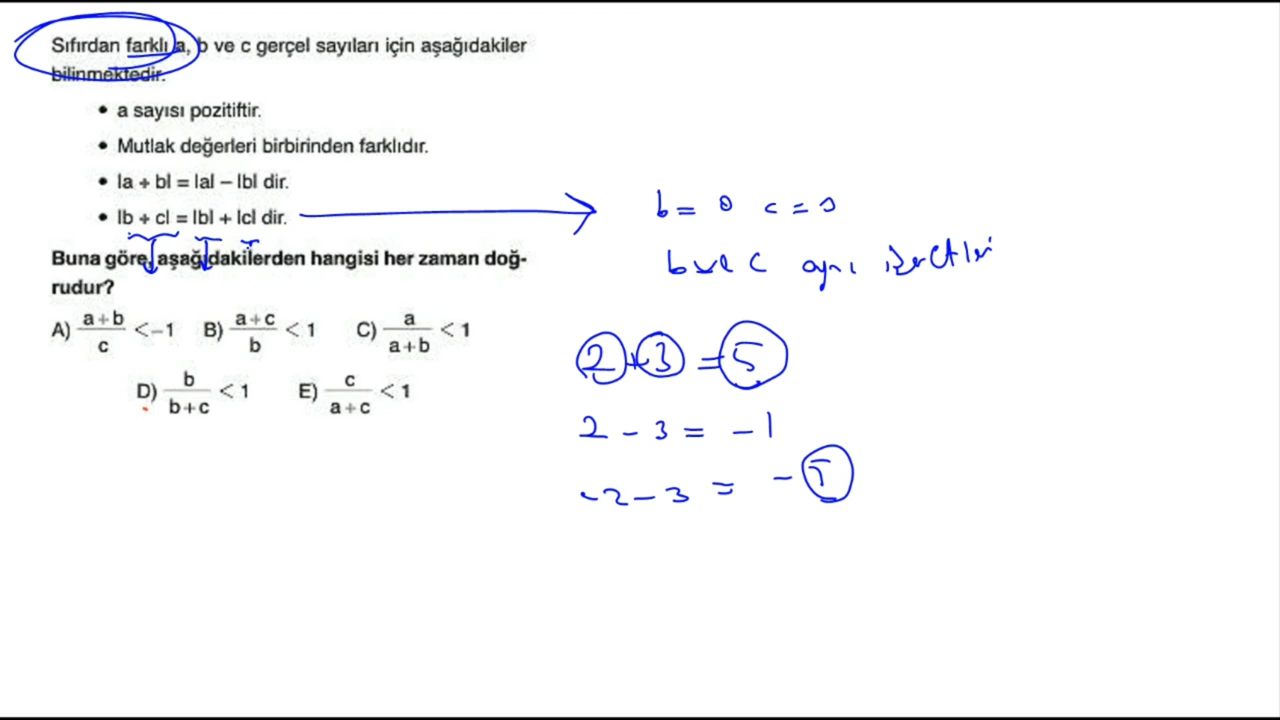 Sıfırdan farklı a, b ve c gerçel sayıları için aşağıdakiler
bilinmektedir.
• a sayısı pozitiftir.
• Mutlak değerleri birbirinden farklıdır.
• |a + b| = |a| – |b| dir.
• |b + c| = |b| + |c| dir.
Buna göre, aşağıdakilerden hangisi her zaman doğ-
rudur?
A) a+b/c < –1 B) a+c/b < 1 C) a/a+b < 1
D) b/b+c < 1 E) c/a+c < 1
b = 0 c = 0
b ve c aynı işaretli
2 + 3 = 5
2 - 3 = -1
-2 - 3 = -5